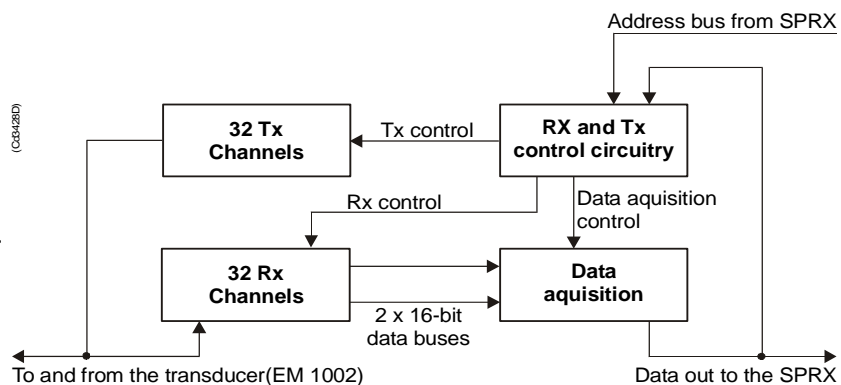 Address bus from SPRX
(Cd3428D)
32 Tx
Channels
Tx control
RX and Tx
control circuitry
Rx control
Data aquisition
control
32 Rx
Channels
Data
aquisition
2 x 16-bit
data buses
To and from the transducer(EM 1002)
Data out to the SPRX